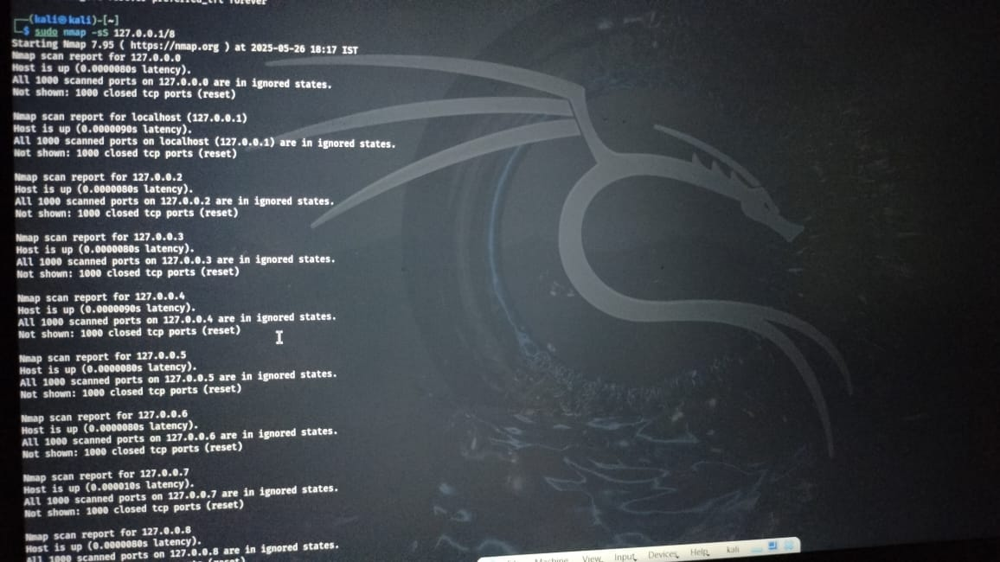 preferred_lft forever
(kali㉿kali)-[~]
$ sudo nmap -sS 127.0.0.1/8
Starting Nmap 7.95 ( https://nmap.org ) at 2025-05-26 18:17 IST
Nmap scan report for 127.0.0.0
Host is up (0.0000080s latency).
All 1000 scanned ports on 127.0.0.0 are in ignored states.
Not shown: 1000 closed tcp ports (reset)
Nmap scan report for localhost (127.0.0.1)
Host is up (0.0000090s latency).
All 1000 scanned ports on localhost (127.0.0.1) are in ignored states.
Not shown: 1000 closed tcp ports (reset)
Nmap scan report for 127.0.0.2
Host is up (0.0000080s latency).
All 1000 scanned ports on 127.0.0.2 are in ignored states.
Not shown: 1000 closed tcp ports (reset)
Nmap scan report for 127.0.0.3
Host is up (0.0000080s latency).
All 1000 scanned ports on 127.0.0.3 are in ignored states.
Not shown: 1000 closed tcp ports (reset)
Nmap scan report for 127.0.0.4
Host is up (0.0000090s latency).
All 1000 scanned ports on 127.0.0.4 are in ignored states.
Not shown: 1000 closed tcp ports (reset)
Nmap scan report for 127.0.0.5
Host is up (0.0000080s latency).
All 1000 scanned ports on 127.0.0.5 are in ignored states.
Not shown: 1000 closed tcp ports (reset)
Nmap scan report for 127.0.0.6
Host is up (0.0000080s latency).
All 1000 scanned ports on 127.0.0.6 are in ignored states.
Not shown: 1000 closed tcp ports (reset)
Nmap scan report for 127.0.0.7
Host is up (0.000010s latency).
All 1000 scanned ports on 127.0.0.7 are in ignored states.
Not shown: 1000 closed tcp ports (reset)
Nmap scan report for 127.0.0.8
Host is up (0.0000080s latency).
All 1000 scanned ports on 127.0.0.8 are in ignored states.
Machine View Input Devices Help kali